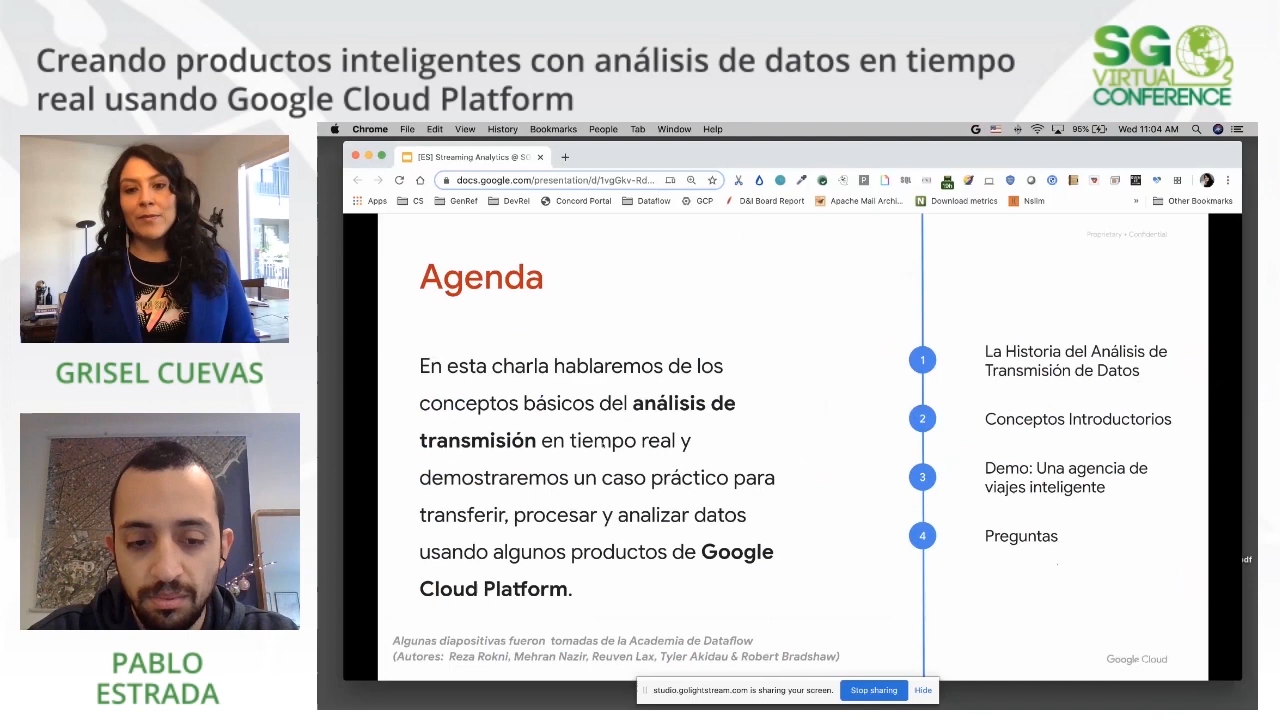 Creando productos inteligentes con análisis de datos en tiempo
real usando Google Cloud Platform
SG
VIRTUAL
CONFERENCE
GRISEL CUEVAS
PABLO
ESTRADA
Chrome File Edit View History Bookmarks People Tab Window Help
95% Wed 11:04 AM
[ES] Streaming Analytics @ SG
docs.google.com/presentation/d/1vgGkv-Rd...
Apps CS GenRef DevRel Concord Portal Dataflow GCP D&I Board Report Apache Mail Archi... Download metrics Nslim » Other Bookmarks
Proprietary + Confidential
Agenda
En esta charla hablaremos de los
conceptos básicos del análisis de
transmisión en tiempo real y
demostraremos un caso práctico para
transferir, procesar y analizar datos
usando algunos productos de Google
Cloud Platform.
1 La Historia del Análisis de
Transmisión de Datos
2 Conceptos Introductorios
3 Demo: Una agencia de
viajes inteligente
4 Preguntas
Algunas diapositivas fueron tomadas de la Academia de Dataflow
(Autores: Reza Rokni, Mehran Nazir, Reuven Lax, Tyler Akidau & Robert Bradshaw)
Google Cloud
studio.golightstream.com is sharing your screen. Stop sharing Hide